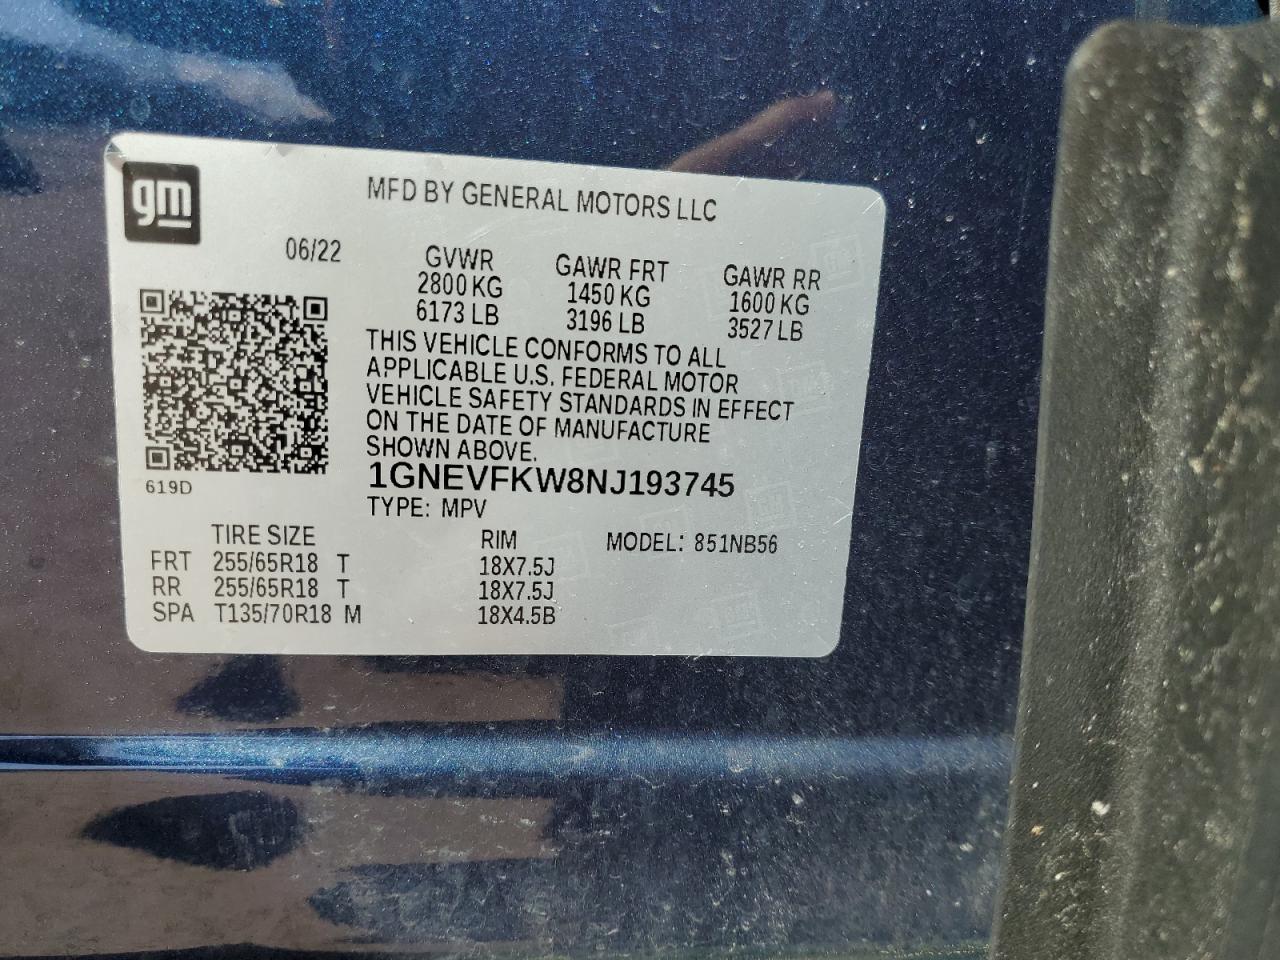 gm
MFD BY GENERAL MOTORS LLC
06/22
GVWR GAWR FRT GAWR RR
2800 KG 1450 KG 1600 KG
6173 LB 3196 LB 3527 LB
THIS VEHICLE CONFORMS TO ALL
APPLICABLE U.S. FEDERAL MOTOR
VEHICLE SAFETY STANDARDS IN EFFECT
ON THE DATE OF MANUFACTURE
SHOWN ABOVE.
1GNEVFKW8NJ193745
619D
TYPE: MPV
TIRE SIZE RIM MODEL: 851NB56
FRT 255/65R18 T 18X7.5J
RR 255/65R18 T 18X7.5J
SPA T135/70R18 M 18X4.5B